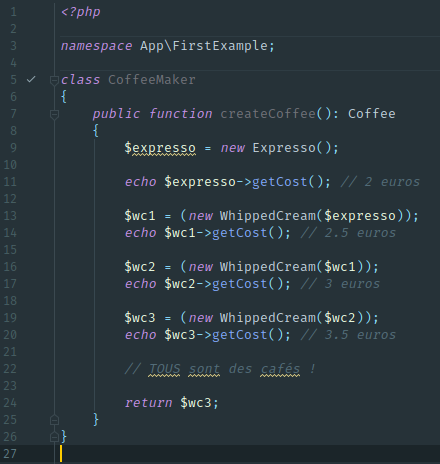 1 <?php
2
3 namespace App\FirstExample;
4
5 class CoffeeMaker
6 {
7 public function createCoffee(): Coffee
8 {
9 $expresso = new Expresso();
10
11 echo $expresso->getCost(); // 2 euros
12
13 $wc1 = (new WhippedCream($expresso));
14 echo $wc1->getCost(); // 2.5 euros
15
16 $wc2 = (new WhippedCream($wc1));
17 echo $wc2->getCost(); // 3 euros
18
19 $wc3 = (new WhippedCream($wc2));
20 echo $wc3->getCost(); // 3.5 euros
21
22 // TOUS sont des cafés !
23
24 return $wc3;
25 }
26 }
27